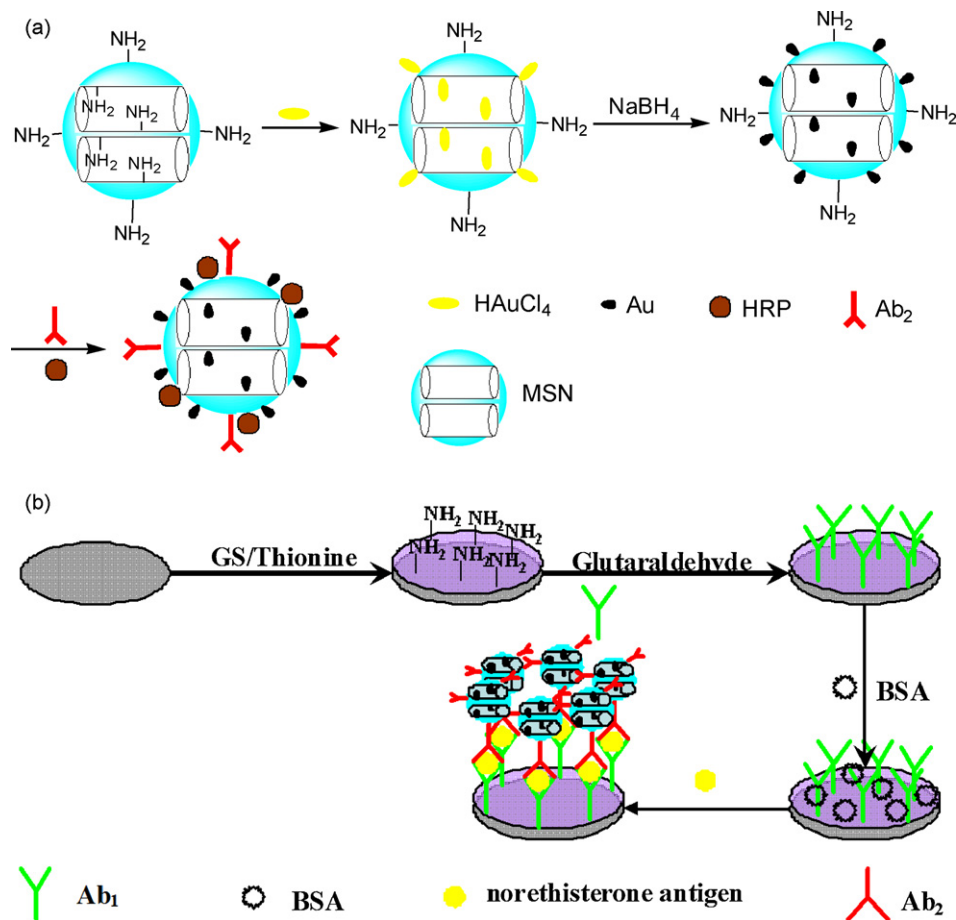 (a)
NH2
NH2
NH2
NH2
NH2
NH2
NH2
NH2
NH2
NH2
NH2
NH2
NaBH4
NH2
NH2
NH2
NH2
HAuCl4
Au
HRP
Ab2
MSN
(b)
GS/Thionine
NH2
NH2
NH2
NH2
NH2
NH2
Glutaraldehyde
BSA
Ab1
BSA
norethisterone antigen
Ab2